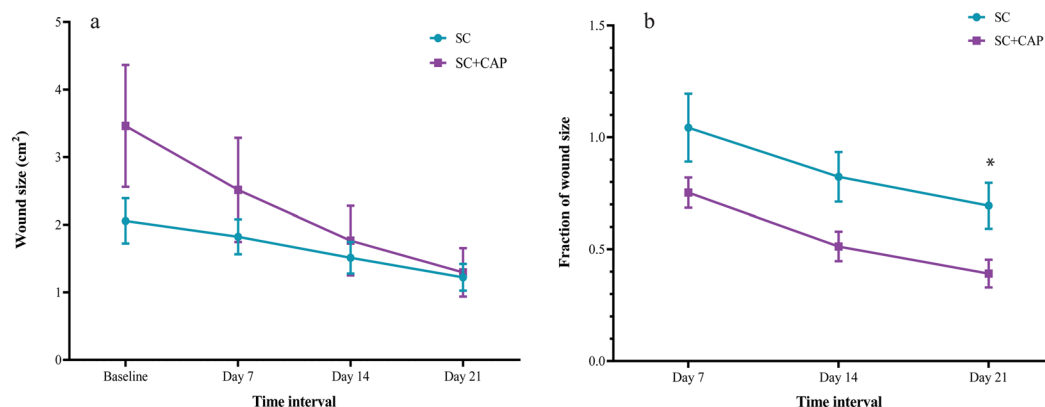 a
SC
SC+CAP
5
4
3
2
1
0
Wound size (cm²)
Baseline
Day 7
Day 14
Day 21
Time interval
b
SC
SC+CAP
1.5
1.0
0.5
0.0
Fraction of wound size
*
Day 7
Day 14
Day 21
Time interval